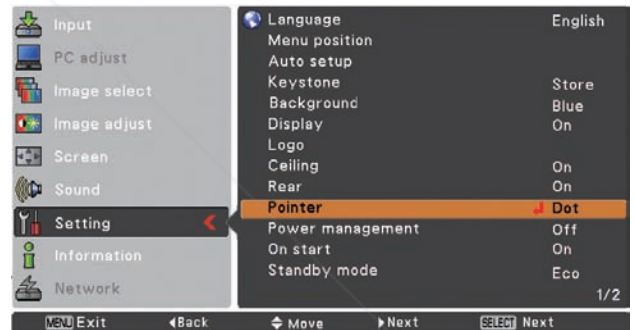 Input
PC adjust
Image select
Image adjust
Screen
Sound
Setting
Information
Network
Language English
Menu position
Auto setup
Keystone Store
Background Blue
Display On
Logo
Ceiling On
Rear On
Pointer Dot
Power management Off
On start On
Standby mode Eco
1/2
MENU Exit Back Move Next SELECT Next